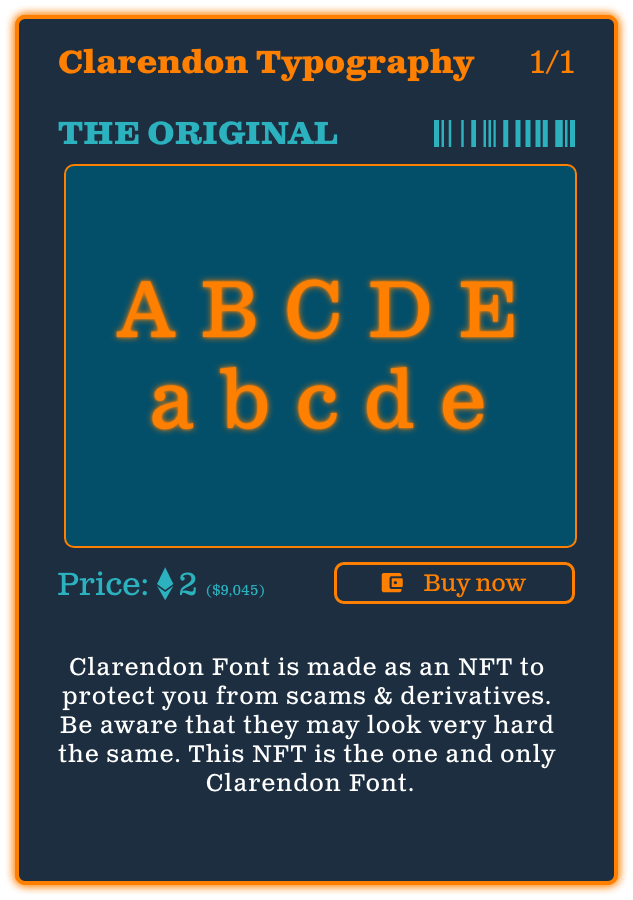 Clarendon Typography 1/1
THE ORIGINAL
A B C D E
a b c d e
Price: 2 ($9,045)
Buy now
Clarendon Font is made as an NFT to
protect you from scams & derivatives.
Be aware that they may look very hard
the same. This NFT is the one and only
Clarendon Font.